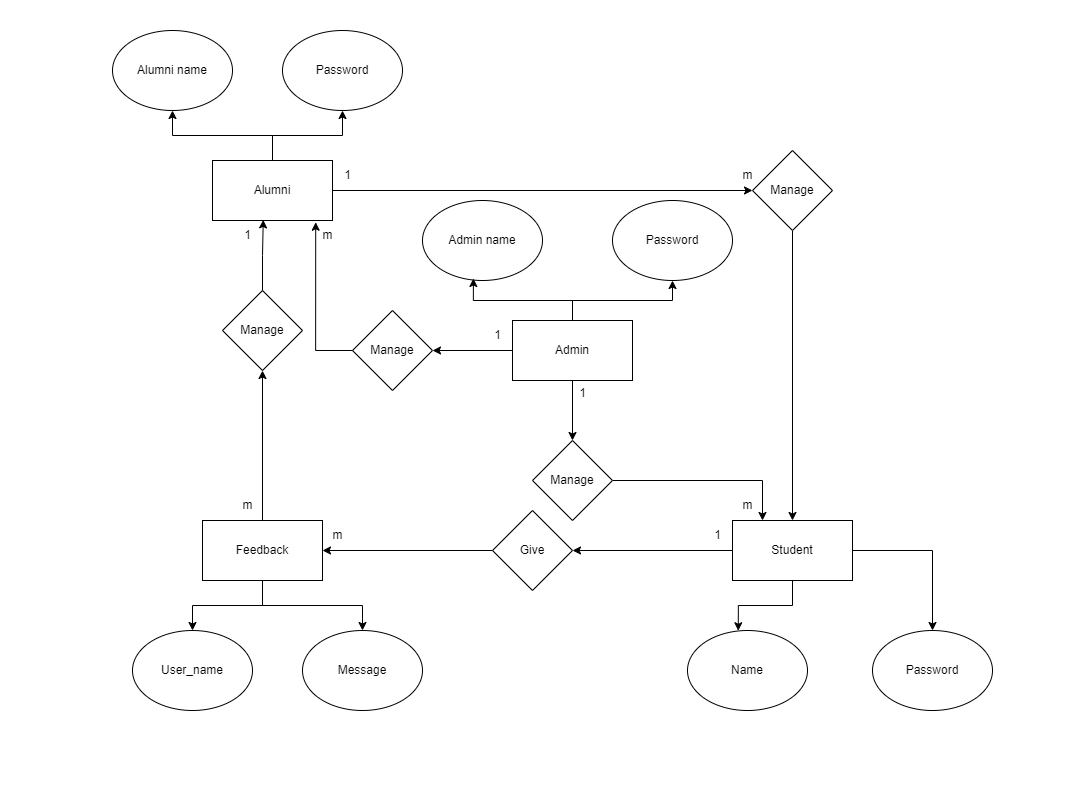 Alumni name
Password
Alumni
1
m
Manage
1
m
Admin name
Password
Manage
Manage
1
Admin
1
Manage
m
m
Feedback
m
Give
1
Student
User_name
Message
Name
Password